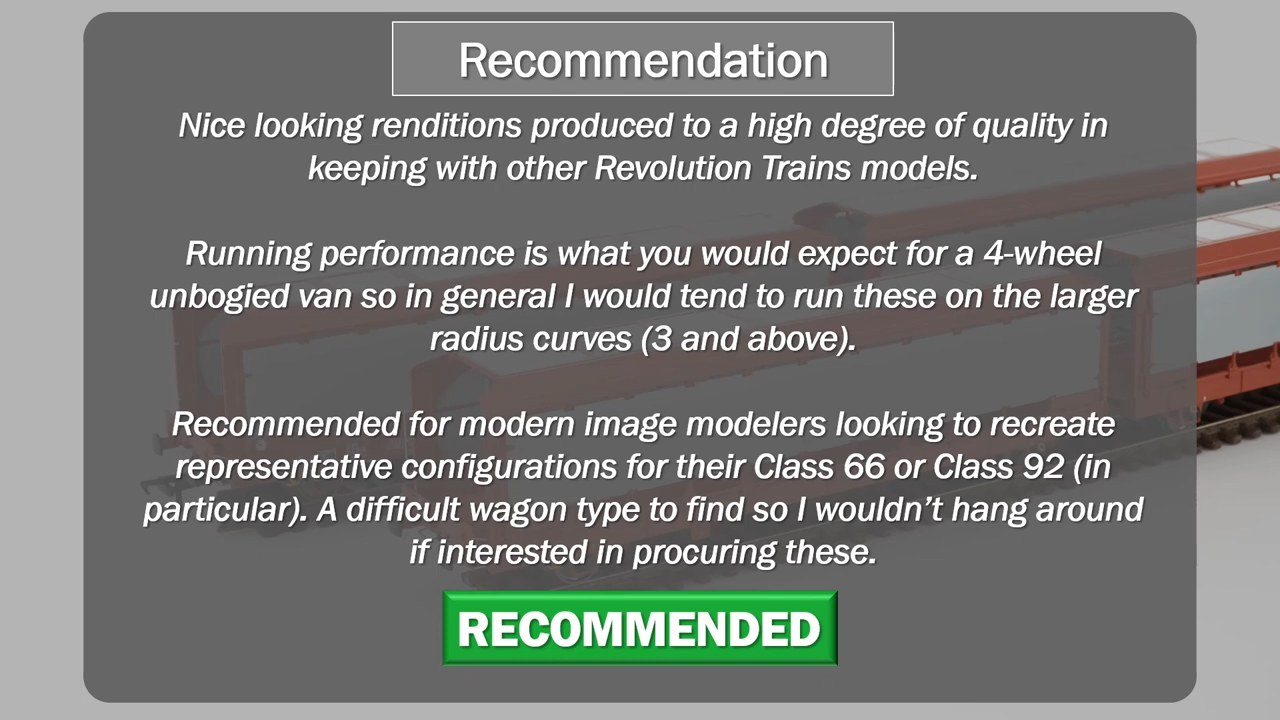 Recommendation
Nice looking renditions produced to a high degree of quality in
keeping with other Revolution Trains models.
Running performance is what you would expect for a 4-wheel
unbogied van so in general I would tend to run these on the larger
radius curves (3 and above).
Recommended for modern image modelers looking to recreate
representative configurations for their Class 66 or Class 92 (in
particular). A difficult wagon type to find so I wouldn’t hang around
if interested in procuring these.
RECOMMENDED